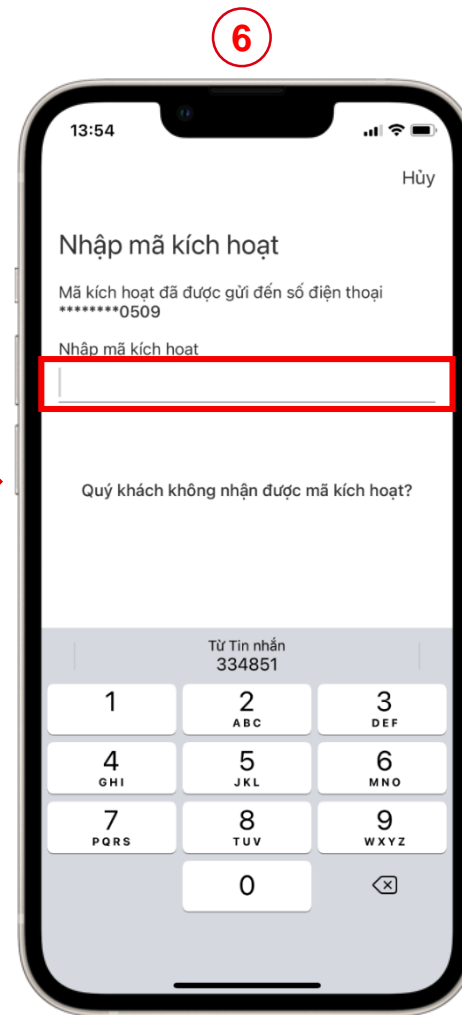 6
13:54
Hủy
Nhập mã kích hoạt
Mã kích hoạt đã được gửi đến số điện thoại
********0509
Nhập mã kích hoạt
Quý khách không nhận được mã kích hoạt?
Từ Tin nhắn
334851
1
2
ABC
3
DEF
4
GHI
5
JKL
6
MNO
7
PQRS
8
TUV
9
WXYZ
0